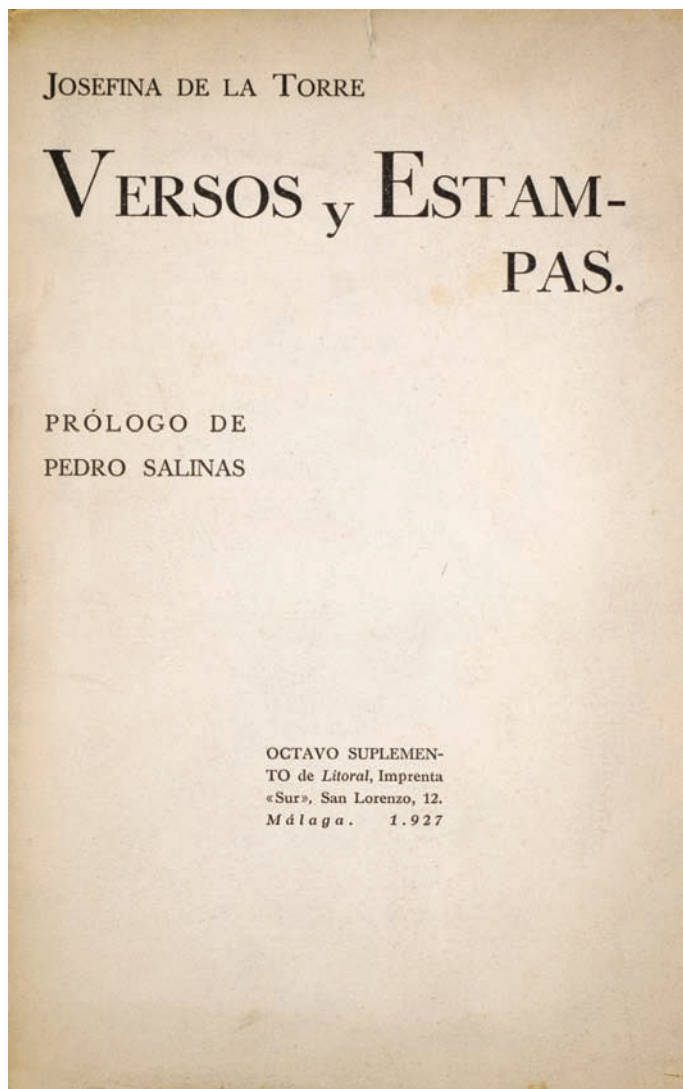 JOSEFINA DE LA TORRE
VERSOS y ESTAM-
PAS.
PRÓLOGO DE
PEDRO SALINAS
OCTAVO SUPLEMEN-
TO de Litoral, Imprenta
«Sur», San Lorenzo, 12.
Málaga. 1.927